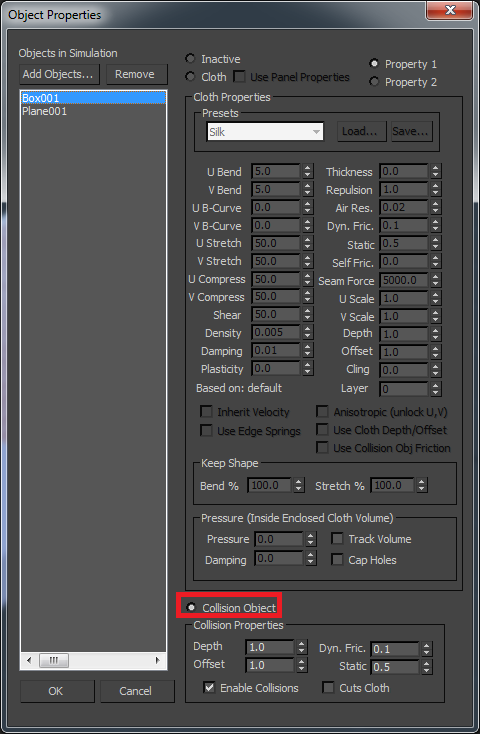 Object Properties
Objects in Simulation
Add Objects... Remove
Box001
Plane001
OK Cancel
Inactive
Cloth Use Panel Properties
Property 1
Property 2
Cloth Properties
Presets
Silk Load... Save...
U Bend 5.0 Thickness 0.0
V Bend 5.0 Repulsion 1.0
U B-Curve 0.0 Air Res. 0.02
V B-Curve 0.0 Dyn. Fric. 0.1
U Stretch 50.0 Static 0.5
V Stretch 50.0 Self Fric. 0.0
U Compress 50.0 Seam Force 5000.0
V Compress 50.0 U Scale 1.0
Shear 50.0 V Scale 1.0
Density 0.005 Depth 1.0
Damping 0.01 Offset 1.0
Plasticity 0.0 Cling 0.0
Based on: default Layer 0
Inherit Velocity Anisotropic (unlock U,V)
Use Edge Springs Use Cloth Depth/Offset
Use Collision Obj Friction
Keep Shape
Bend % 100.0 Stretch % 100.0
Pressure (Inside Enclosed Cloth Volume)
Pressure 0.0 Track Volume
Damping 0.0 Cap Holes
Collision Object
Collision Properties
Depth 1.0 Dyn. Fric. 0.1
Offset 1.0 Static 0.5
Enable Collisions Cuts Cloth